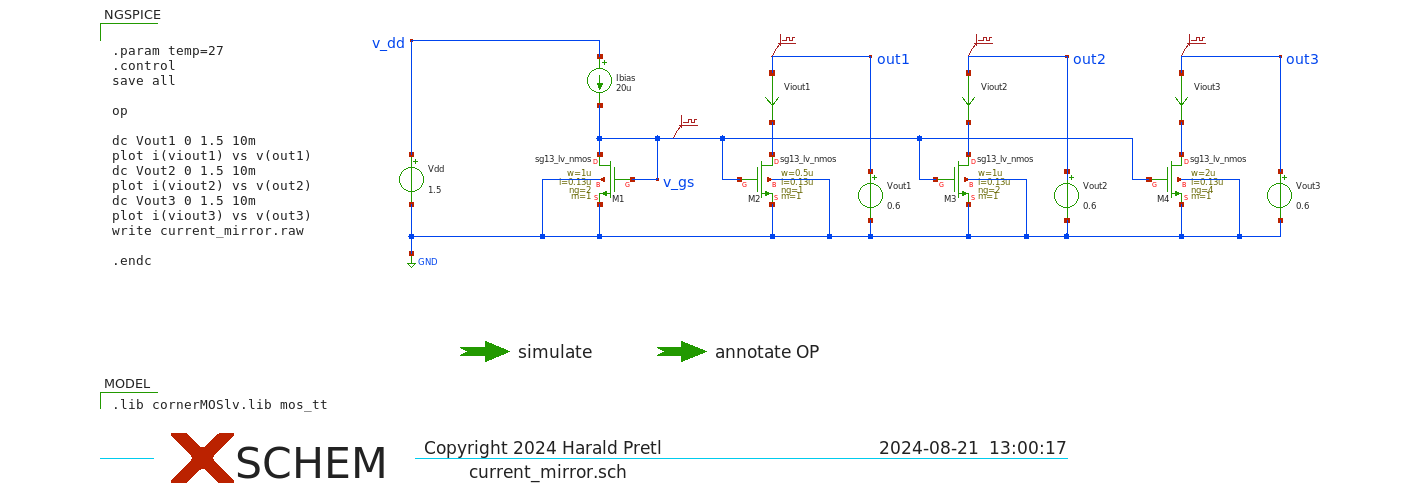 NGSPICE
.param temp=27
.control
save all
op
dc Vout1 0 1.5 10m
plot i(viout1) vs v(out1)
dc Vout2 0 1.5 10m
plot i(viout2) vs v(out2)
dc Vout3 0 1.5 10m
plot i(viout3) vs v(out3)
write current_mirror.raw
.endc
v_dd
out1
out2
out3
Ibias
20u
Viout1
Viout2
Viout3
Vdd
1.5
GND
sg13_lv_nmos
w=1u
l=0.13u
ng=2
m=1
D
B
G
S
M1
v_gs
sg13_lv_nmos
w=0.5u
l=0.13u
ng=1
m=1
D
B
G
S
M2
Vout1
0.6
sg13_lv_nmos
w=1u
l=0.13u
ng=2
m=1
D
B
G
S
M3
Vout2
0.6
sg13_lv_nmos
w=2u
l=0.13u
ng=4
m=1
D
B
G
S
M4
Vout3
0.6
simulate
annotate OP
MODEL
.lib cornerMOSlv.lib mos_tt
XSCHEM
Copyright 2024 Harald Pretl
2024-08-21 13:00:17
current_mirror.sch